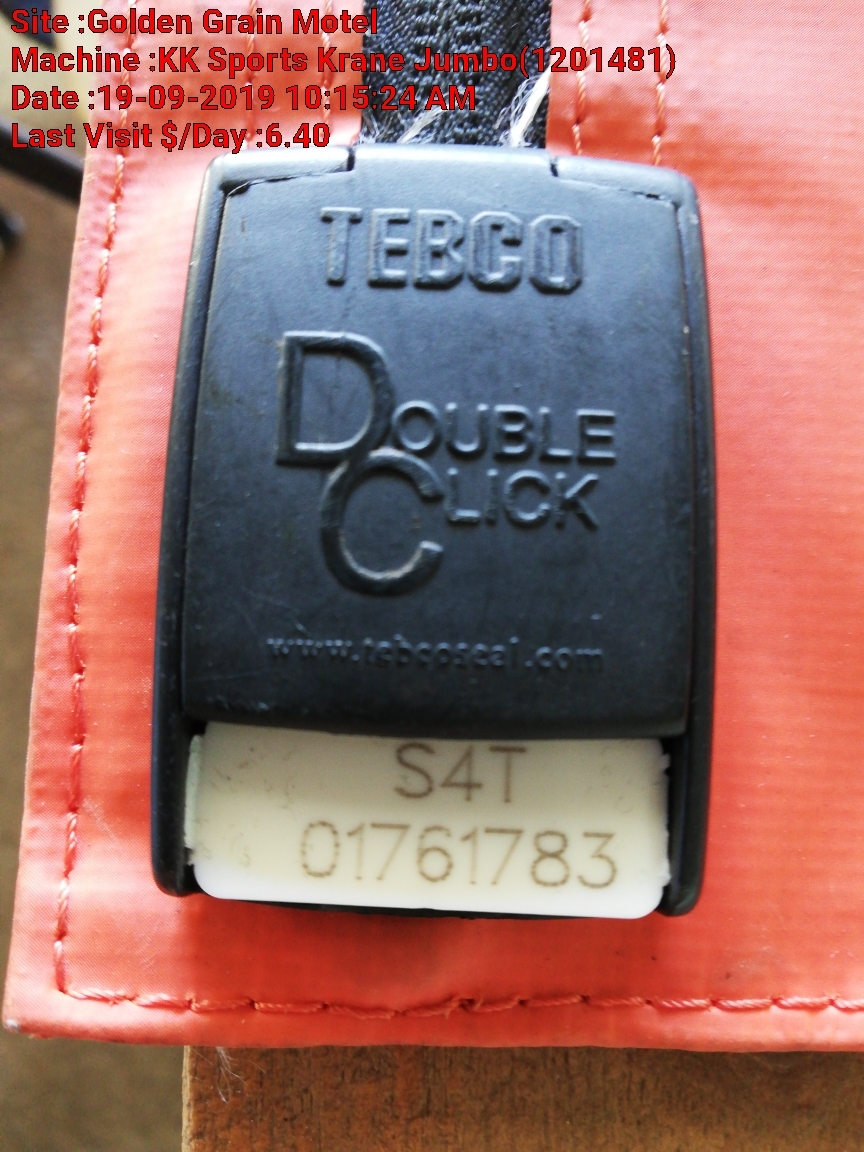 Site :Golden Grain Motel
Machine :KK Sports Krane Jumbo(1201481)
Date :19-09-2019 10:15:24 AM
Last Visit $/Day :6.40
TEBCO
DOUBLE
CLICK
www.tebcoseal.com
S4T
01761783